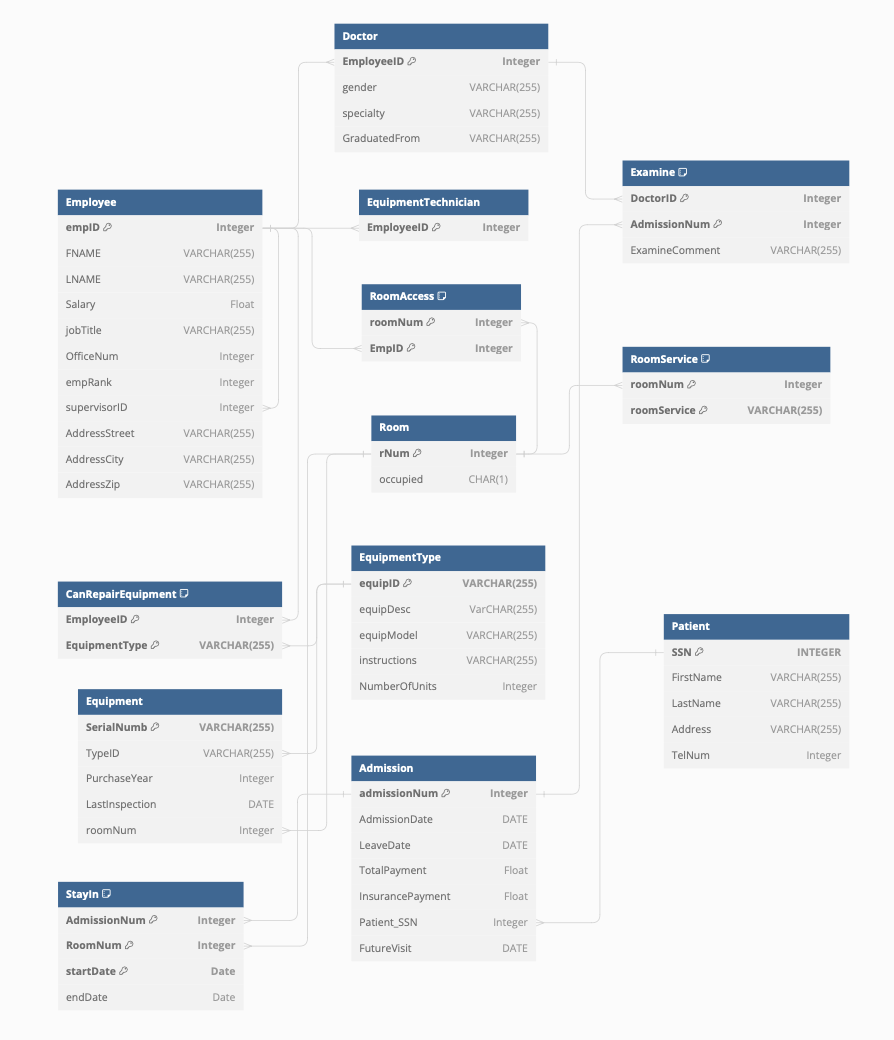 Doctor
EmployeeID Integer
gender VARCHAR(255)
specialty VARCHAR(255)
GraduatedFrom VARCHAR(255)
Employee
empID Integer
FNAME VARCHAR(255)
LNAME VARCHAR(255)
Salary Float
jobTitle VARCHAR(255)
OfficeNum Integer
empRank Integer
supervisorID Integer
AddressStreet VARCHAR(255)
AddressCity VARCHAR(255)
AddressZip VARCHAR(255)
EquipmentTechnician
EmployeeID Integer
Examine
DoctorID Integer
AdmissionNum Integer
ExamineComment VARCHAR(255)
RoomAccess
roomNum Integer
EmpID Integer
RoomService
roomNum Integer
roomService VARCHAR(255)
Room
rNum Integer
occupied CHAR(1)
EquipmentType
equipID VARCHAR(255)
equipDesc VarCHAR(255)
equipModel VARCHAR(255)
instructions VARCHAR(255)
NumberOfUnits Integer
CanRepairEquipment
EmployeeID Integer
EquipmentType VARCHAR(255)
Patient
SSN INTEGER
FirstName VARCHAR(255)
LastName VARCHAR(255)
Address VARCHAR(255)
TelNum Integer
Equipment
SerialNumb VARCHAR(255)
TypeID VARCHAR(255)
PurchaseYear Integer
LastInspection DATE
roomNum Integer
Admission
admissionNum Integer
AdmissionDate DATE
LeaveDate DATE
TotalPayment Float
InsurancePayment Float
Patient_SSN Integer
FutureVisit DATE
StayIn
AdmissionNum Integer
RoomNum Integer
startDate Date
endDate Date